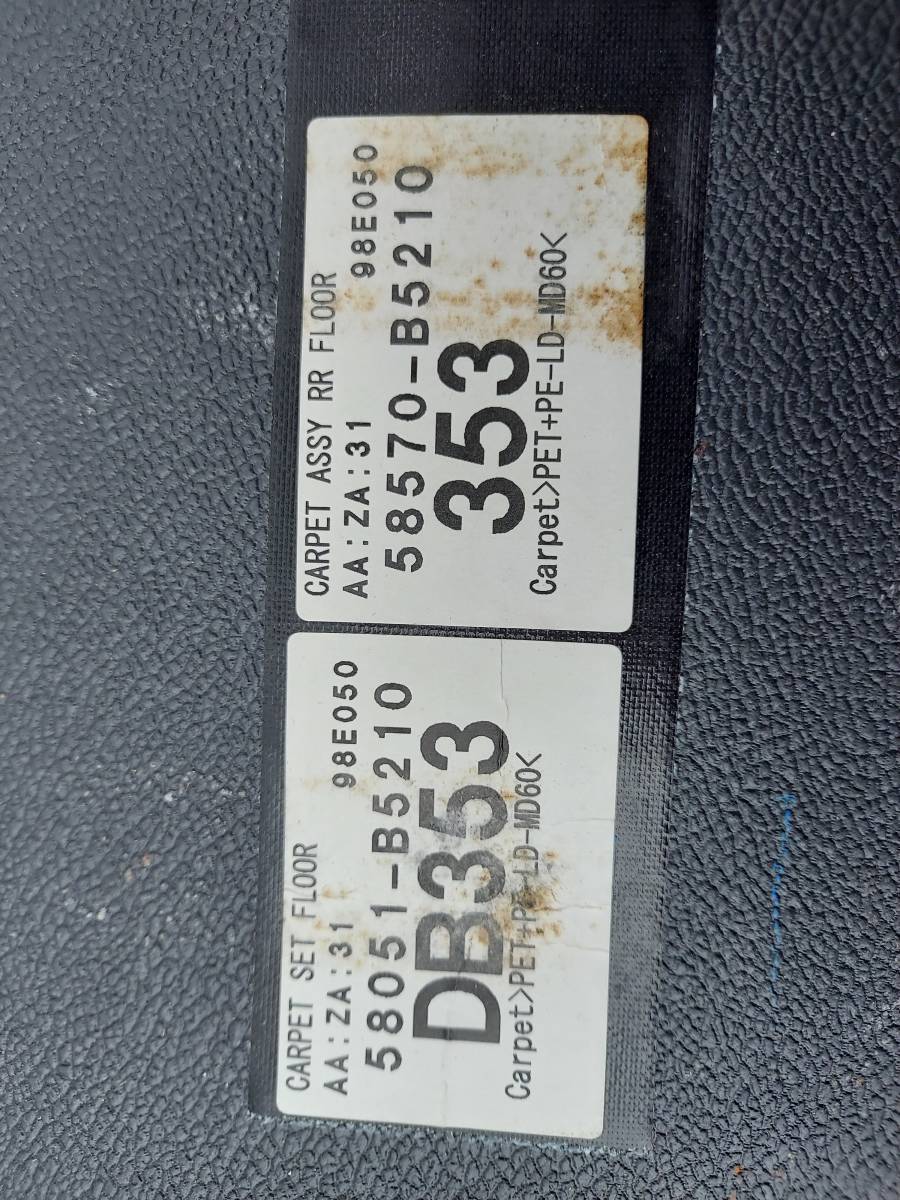 CARPET SET FLOOR
AA:ZA:31 98E050
58051-B5210
DB353
Carpet>PET+PE-LD-MD60<
CARPET ASSY RR FLOOR
AA:ZA:31 98E050
58570-B5210
353
Carpet>PET+PE-LD-MD60<